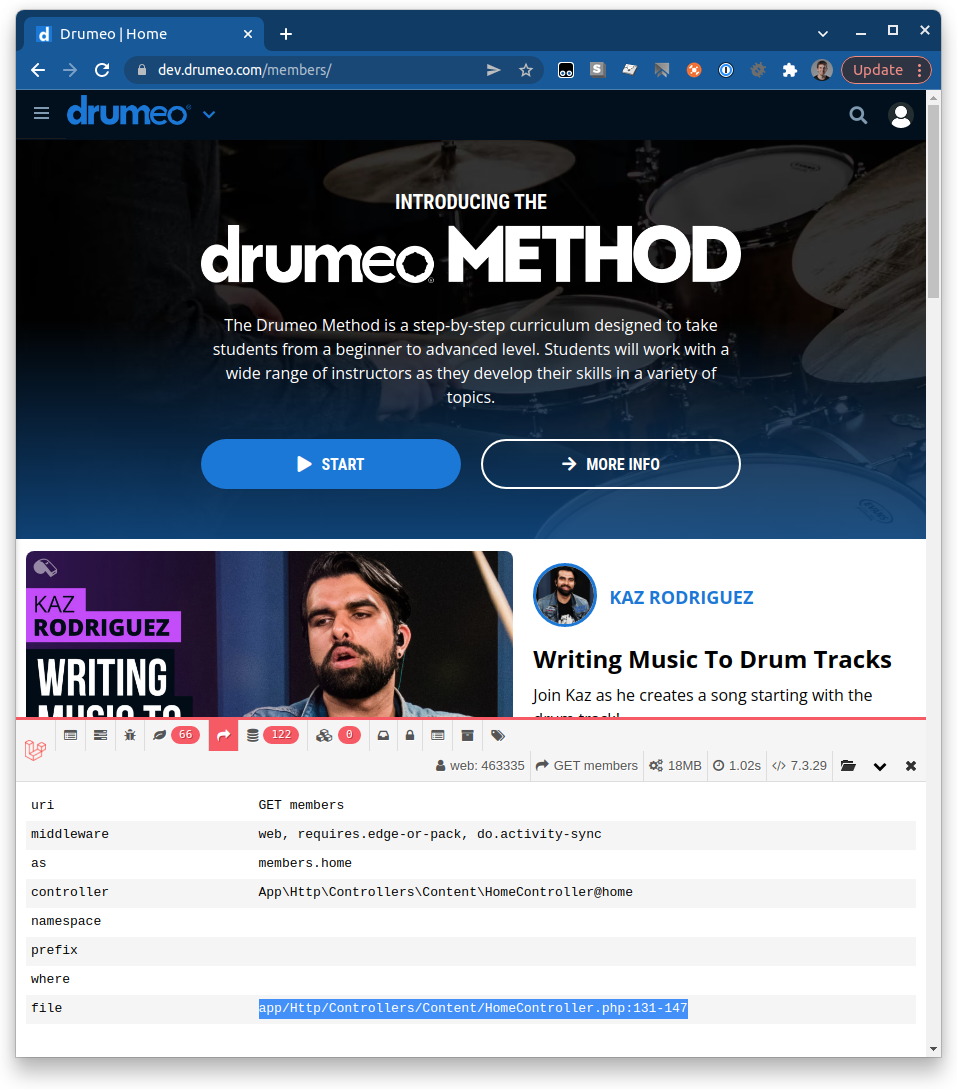 Drumeo | Home
dev.drumeo.com/members/
Update
drumeo
INTRODUCING THE
drumeo METHOD
The Drumeo Method is a step-by-step curriculum designed to take
students from a beginner to advanced level. Students will work with a
wide range of instructors as they develop their skills in a variety of
topics.
START
MORE INFO
KAZ
RODRIGUEZ
WRITING
MUSIC TO
KAZ RODRIGUEZ
Writing Music To Drum Tracks
Join Kaz as he creates a song starting with the
drum track!
66
122
0
web: 463335
GET members
18MB
1.02s
7.3.29
uri GET members
middleware web, requires.edge-or-pack, do.activity-sync
as members.home
controller App\Http\Controllers\Content\HomeController@home
namespace
prefix
where
file app/Http/Controllers/Content/HomeController.php:131-147